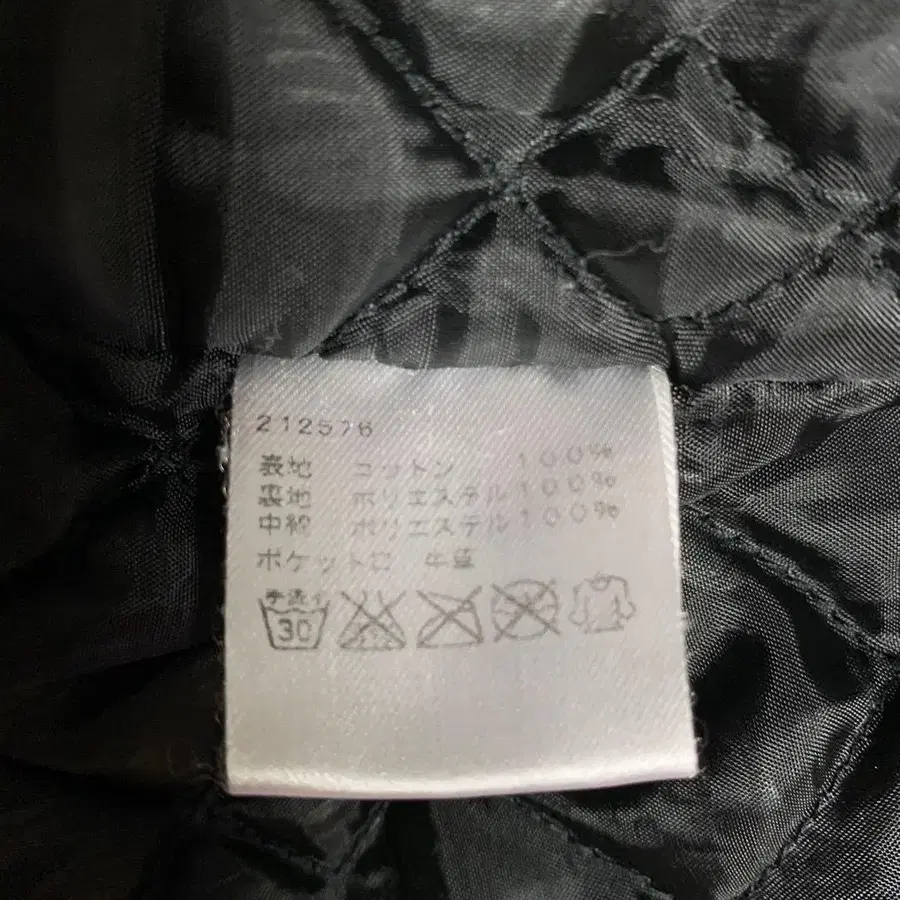 212576
表地 コットン 100%
裏地 ポリエステル100%
中綿 ポリエステル100%
ポケット口 牛革
手洗イ
30